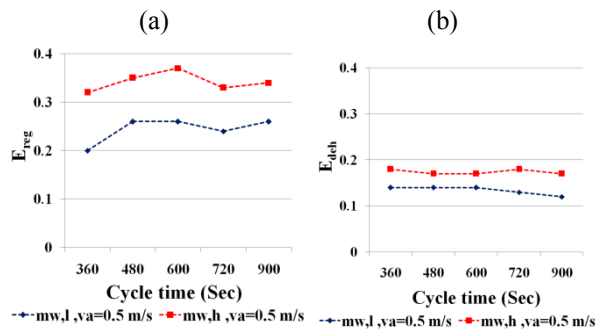 (a)
0.4
0.3
0.2
0.1
0
E_reg
360 480 600 720 900
Cycle time (Sec)
mw,l ,va=0.5 m/s mw,h ,va=0.5 m/s
(b)
0.4
0.3
0.2
0.1
0
E_deh
360 480 600 720 900
Cycle time (Sec)
mw,l ,va=0.5 m/s mw,h ,va=0.5 m/s